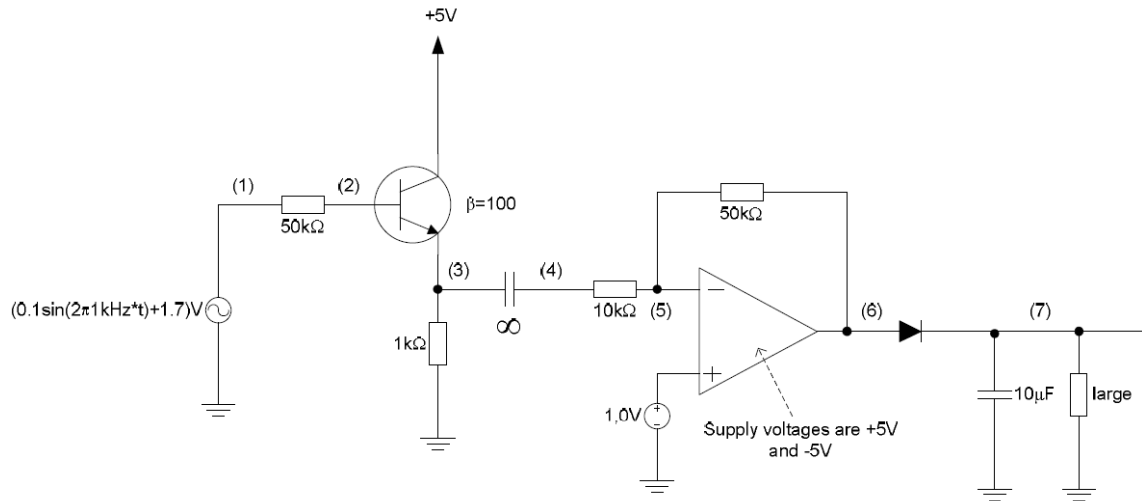 +5V
(1)
(2)
50kΩ
β=100
(3)
(4)
(0.1sin(2π1kHz*t)+1.7)V
1kΩ
∞
10kΩ
(5)
50kΩ
−
+
(6)
(7)
1,0V
+
-
Supply voltages are +5V
and -5V
10μF
large